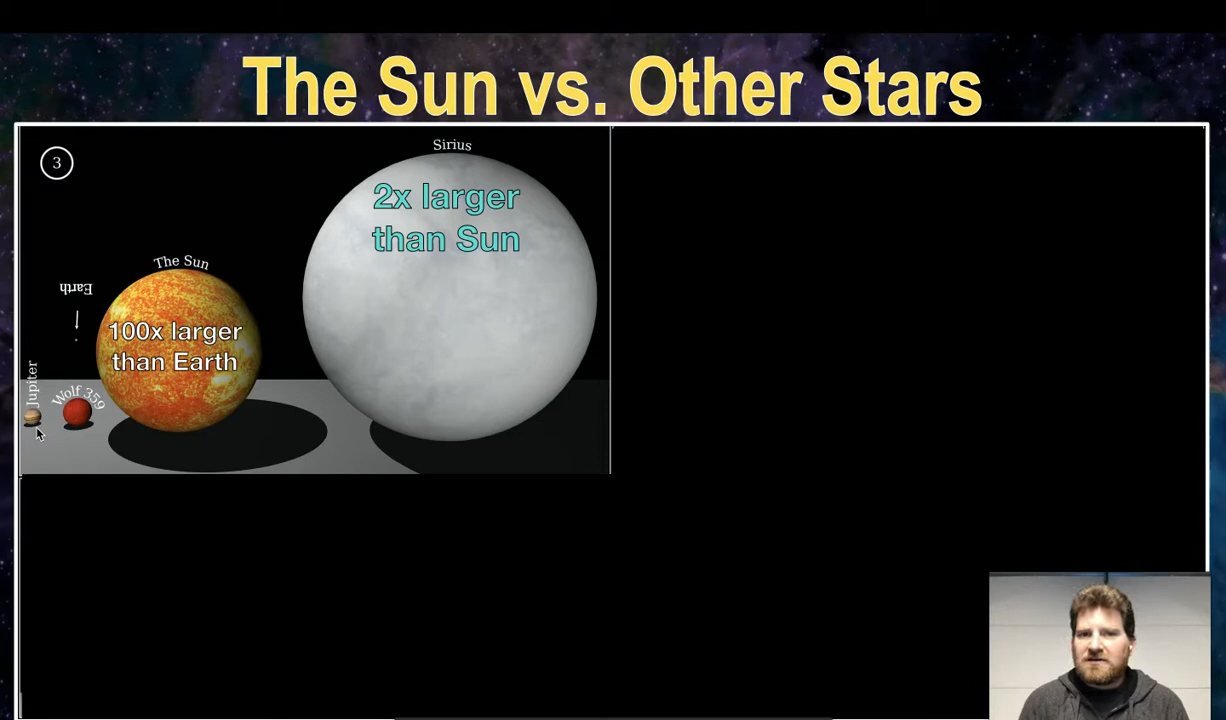 The Sun vs. Other Stars
3
Sirius
2x larger
than Sun
The Sun
Earth
100x larger
than Earth
Jupiter
Wolf 359